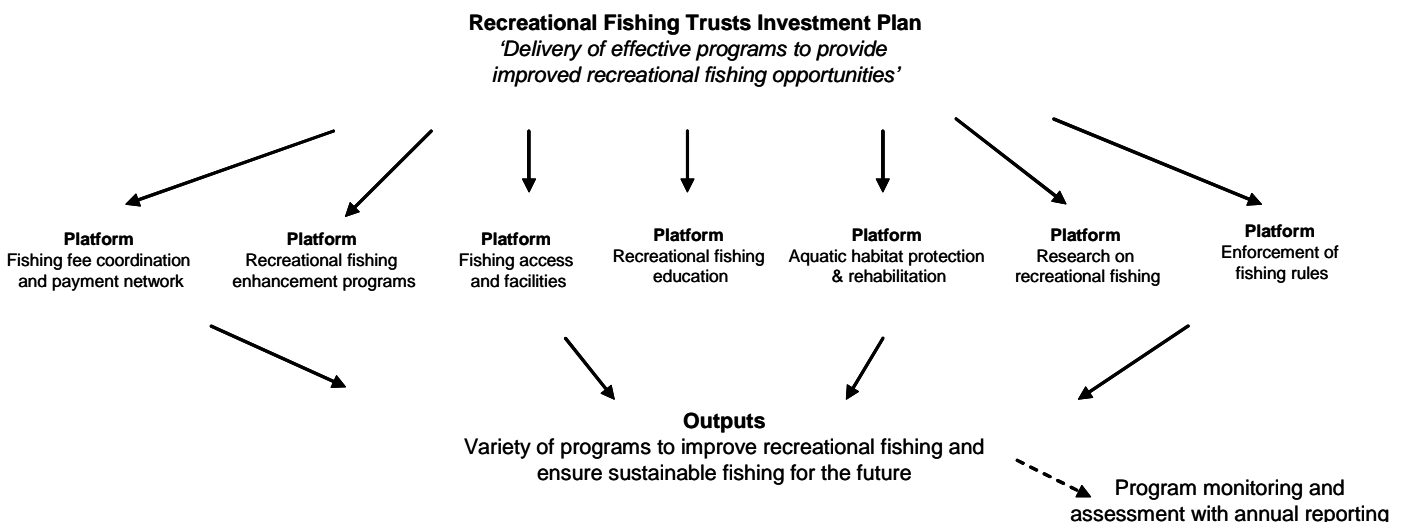 Recreational Fishing Trusts Investment Plan
‘Delivery of effective programs to provide
improved recreational fishing opportunities’
Platform
Fishing fee coordination
and payment network
Platform
Recreational fishing
enhancement programs
Platform
Fishing access
and facilities
Platform
Recreational fishing
education
Platform
Aquatic habitat protection
& rehabilitation
Platform
Research on
recreational fishing
Platform
Enforcement of
fishing rules
Outputs
Variety of programs to improve recreational fishing and
ensure sustainable fishing for the future
Program monitoring and
assessment with annual reporting